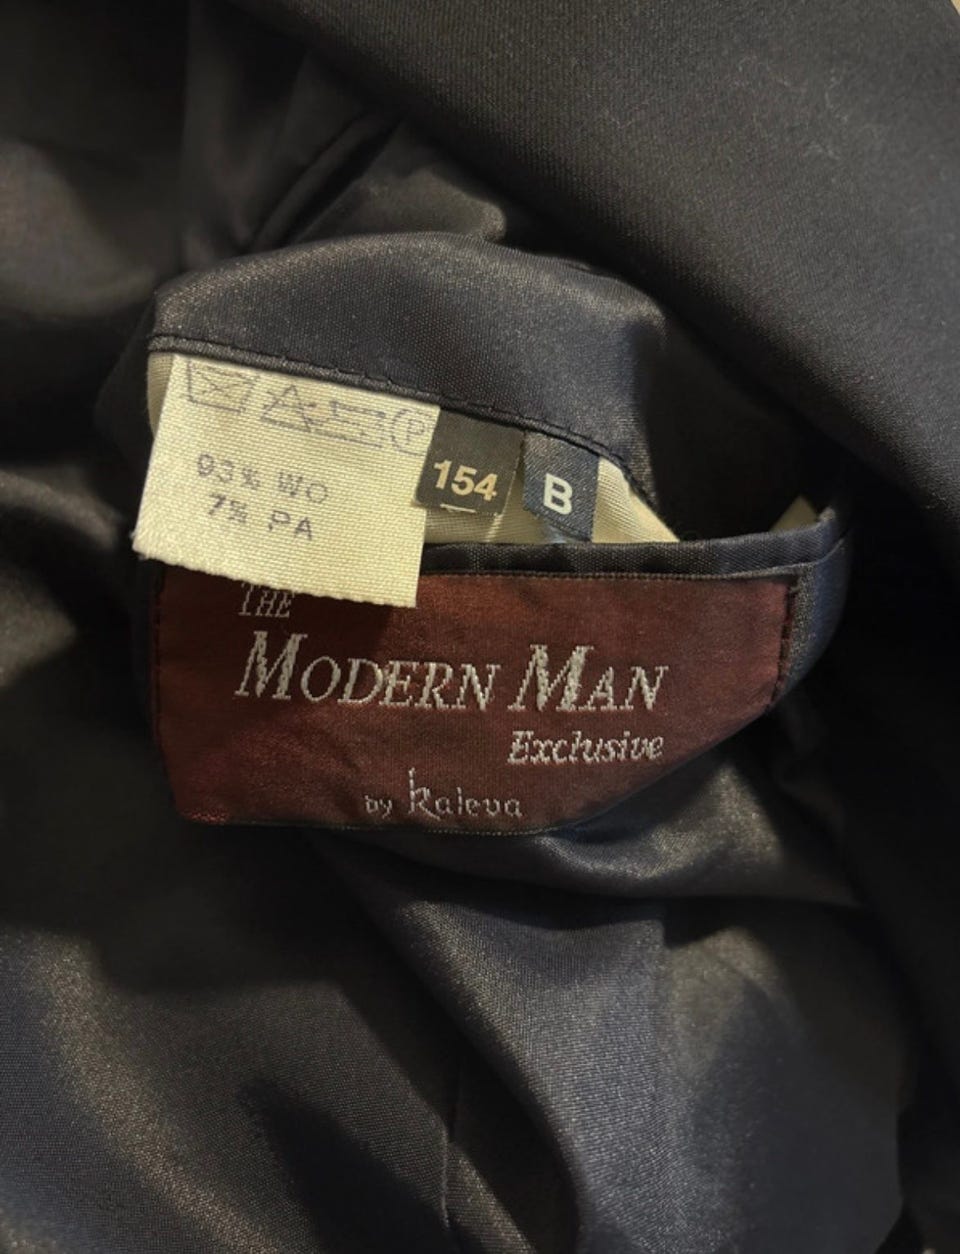 P
93% WO
7% PA
154
B
THE
MODERN MAN
Exclusive
by Kaleva